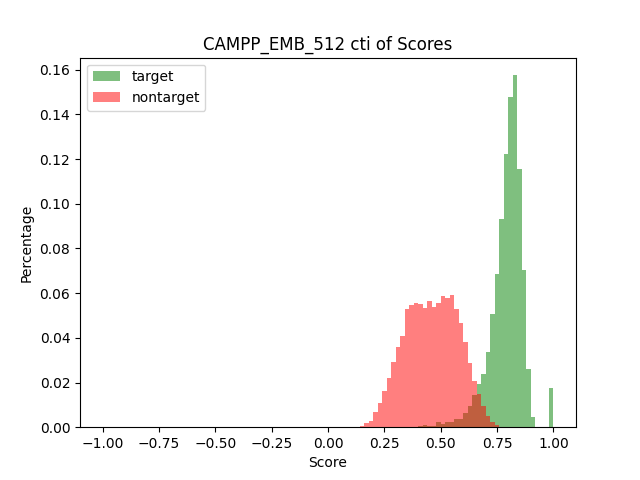 CAMPP_EMB_512 cti of Scores
target
nontarget
0.16
0.14
0.12
0.10
0.08
0.06
0.04
0.02
0.00
Percentage
−1.00 −0.75 −0.50 −0.25 0.00 0.25 0.50 0.75 1.00
Score